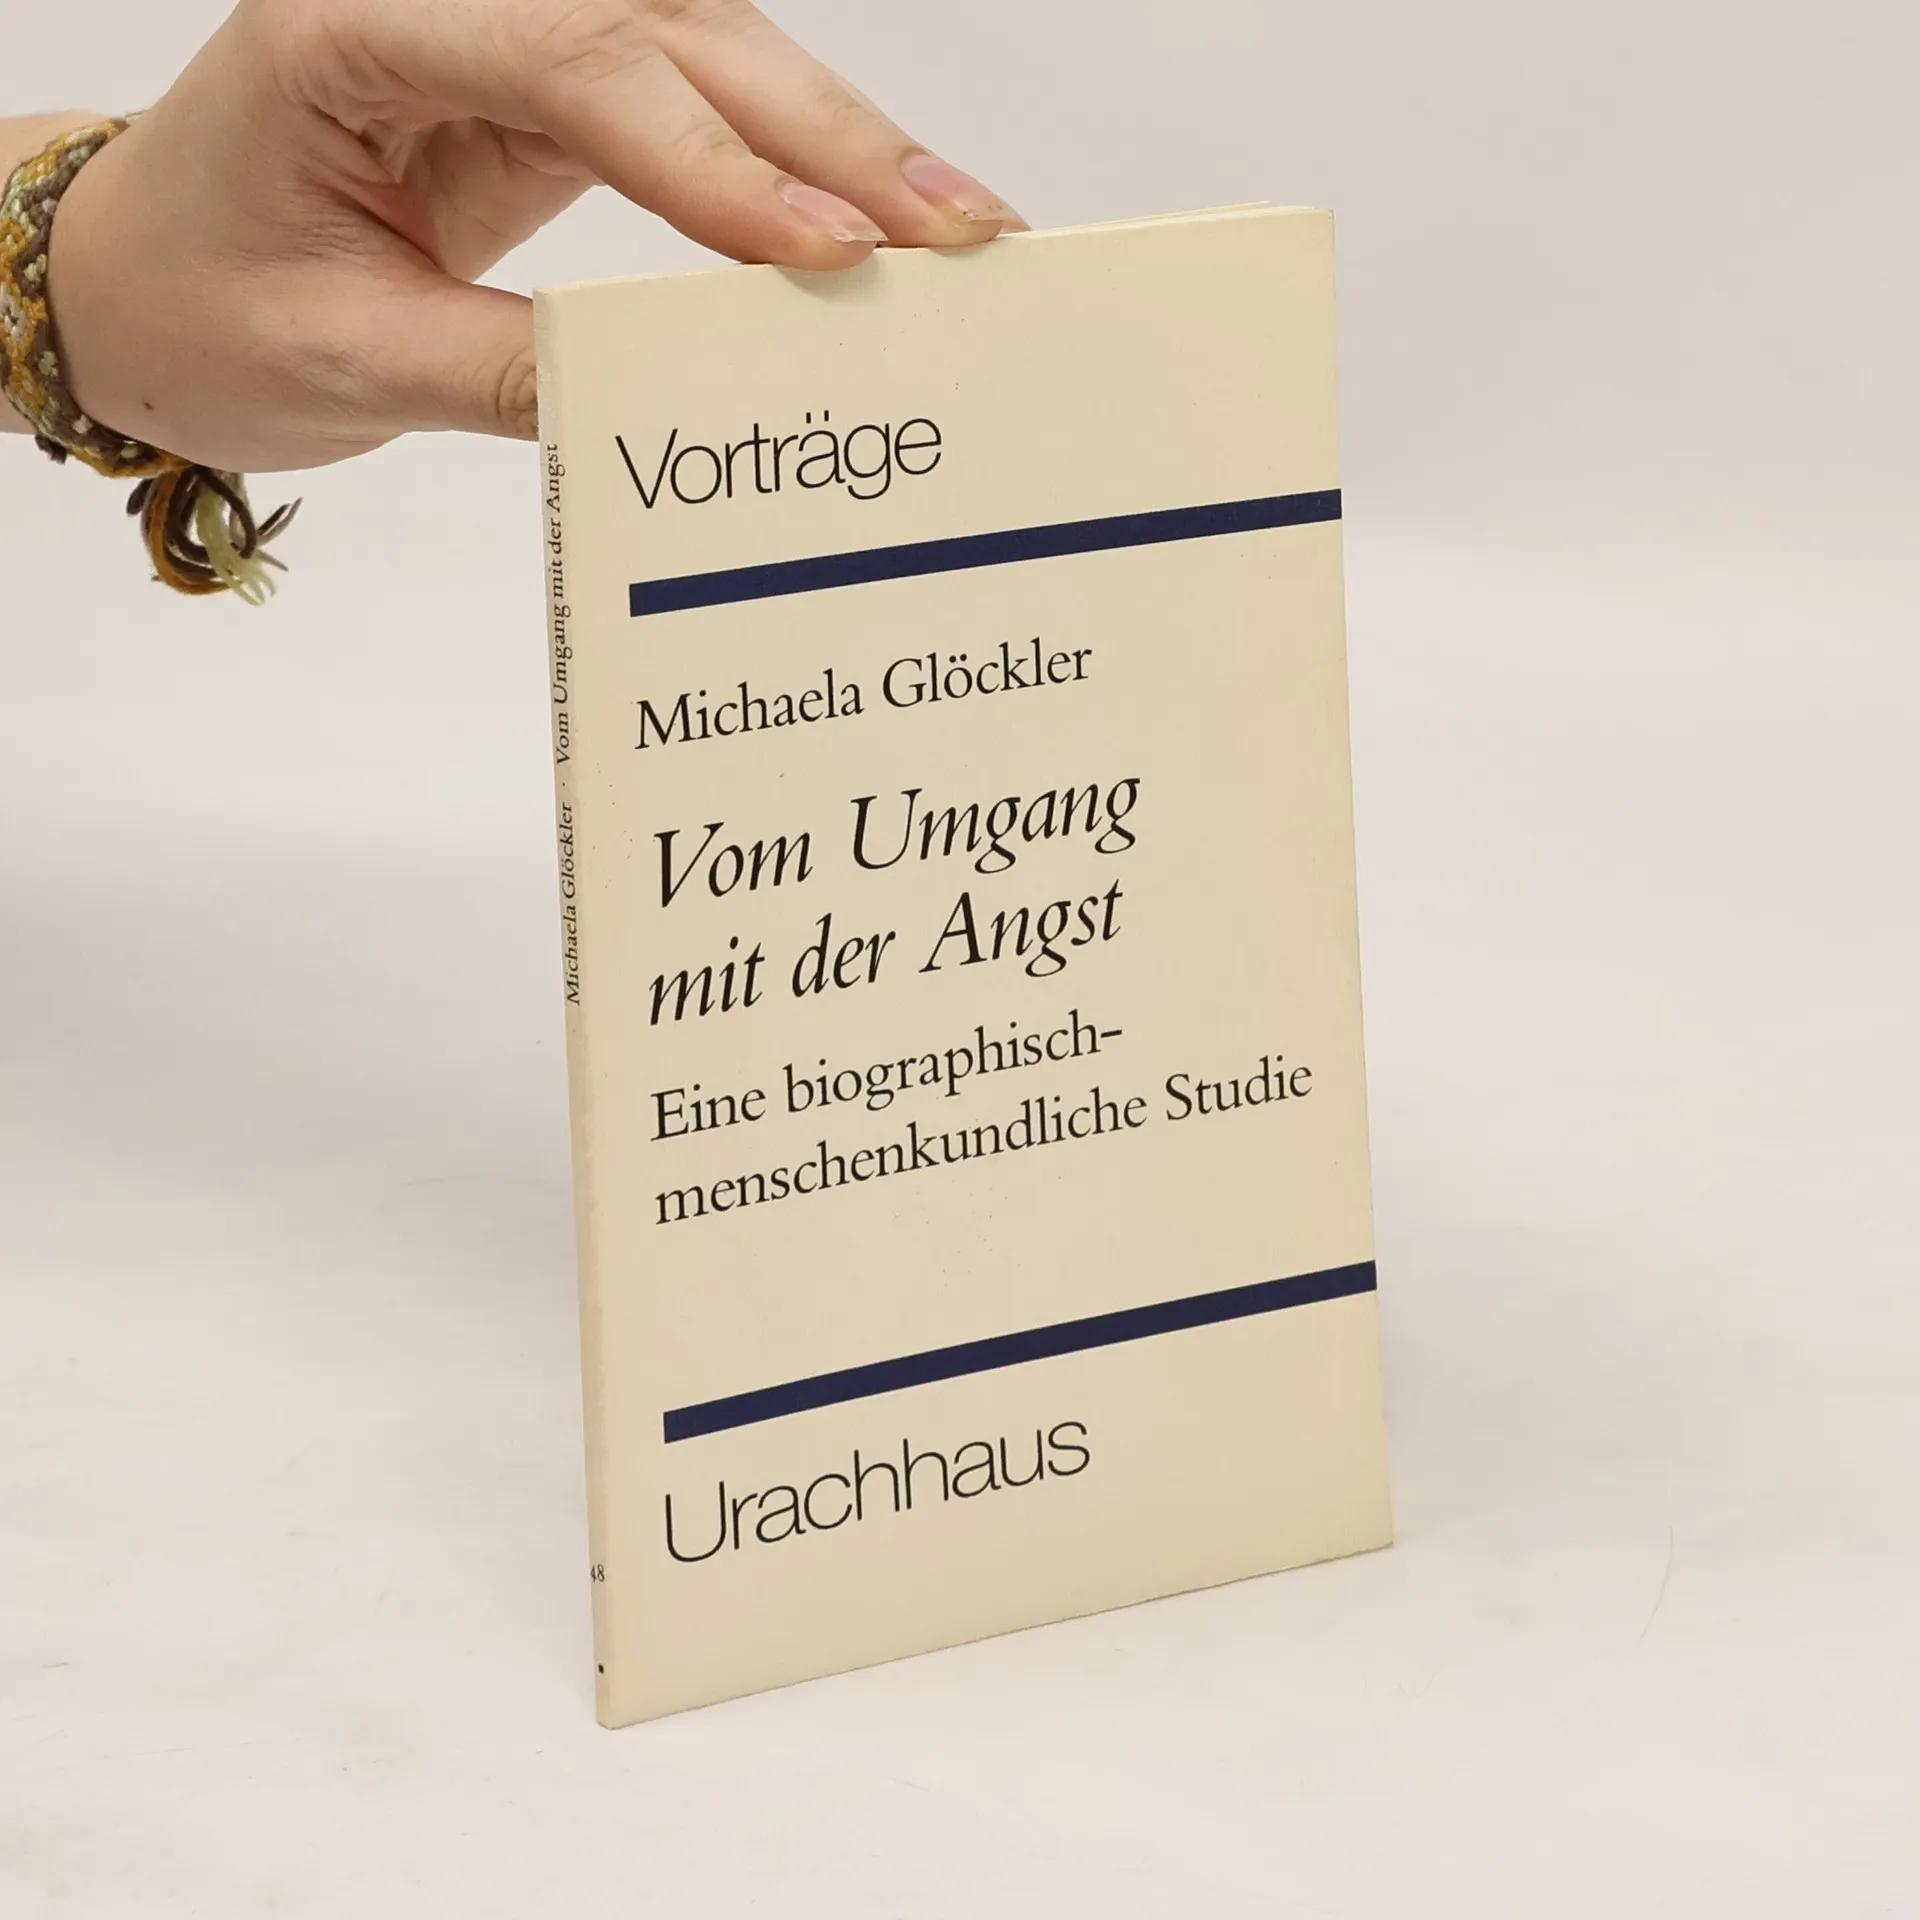 Vorträge
Michaela Glöckler
Vom Umgang
mit der Angst
Eine biographisch-
menschenkundliche Studie
Urachhaus
Michaela Glöckler · Vom Umgang mit der Angst
48